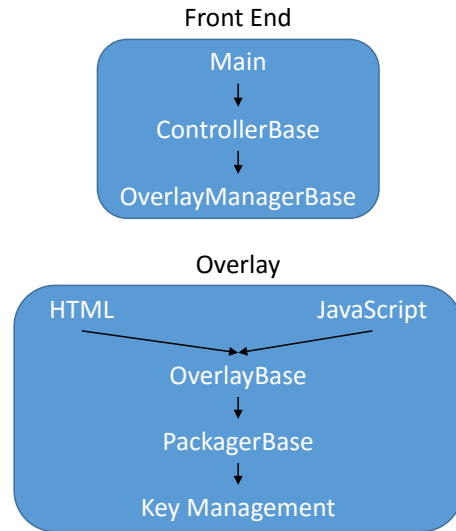 Front End
Main
ControllerBase
OverlayManagerBase
Overlay
HTML JavaScript
OverlayBase
PackagerBase
Key Management